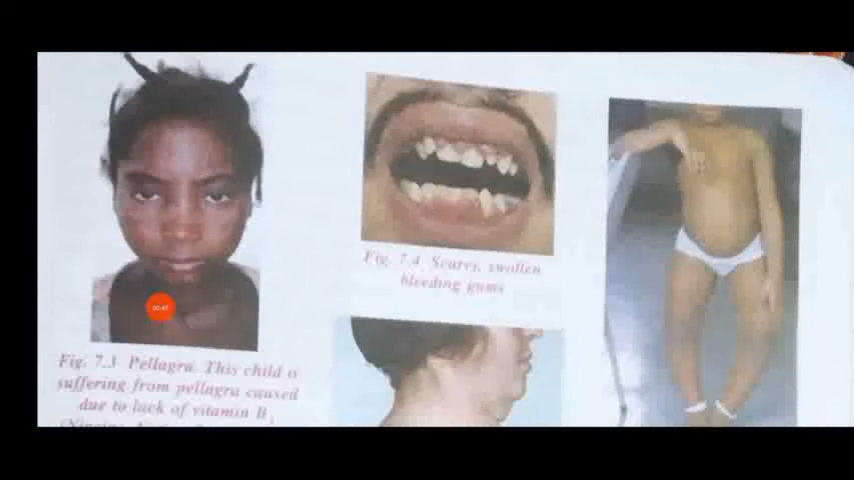 Fig. 7.4 Scurvy, swollen
bleeding gums
Fig. 7.3 Pellagra. This child is
suffering from pellagra caused
due to lack of vitamin B